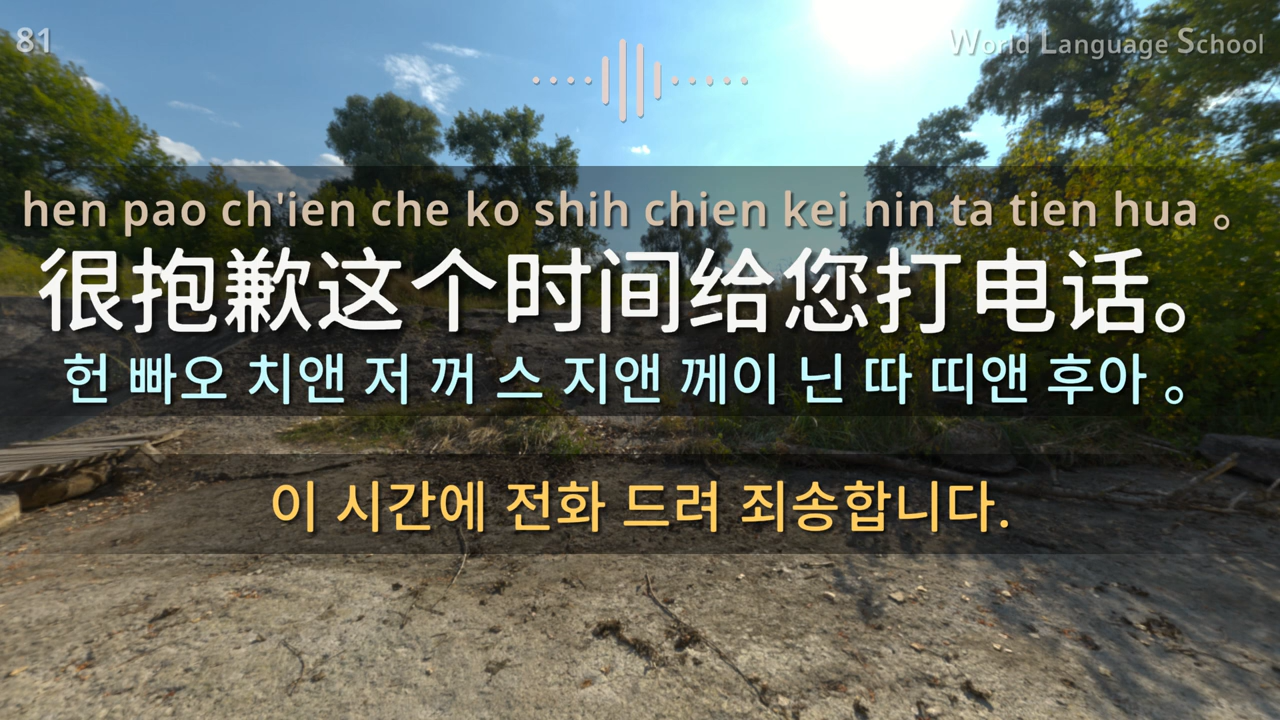 81
World Language School
hen pao ch'ien che ko shih chien kei nin ta tien hua 。
很抱歉这个时间给您打电话。
헌 빠오 치앤 저 꺼 스 지앤 께이 닌 따 띠앤 후아 。
이 시간에 전화 드려 죄송합니다.